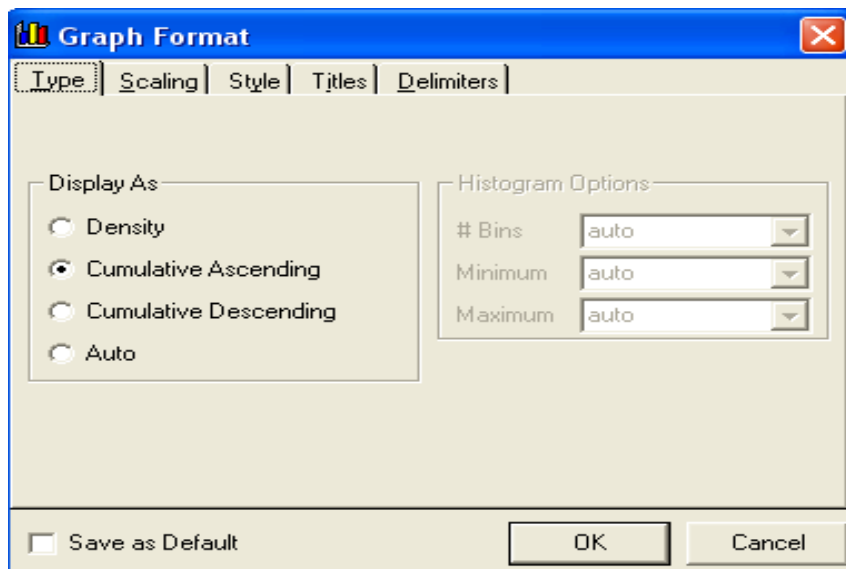 Graph Format
Type Scaling Style Titles Delimiters
Display As
Density
Cumulative Ascending
Cumulative Descending
Auto
Histogram Options
# Bins auto
Minimum auto
Maximum auto
Save as Default
OK
Cancel